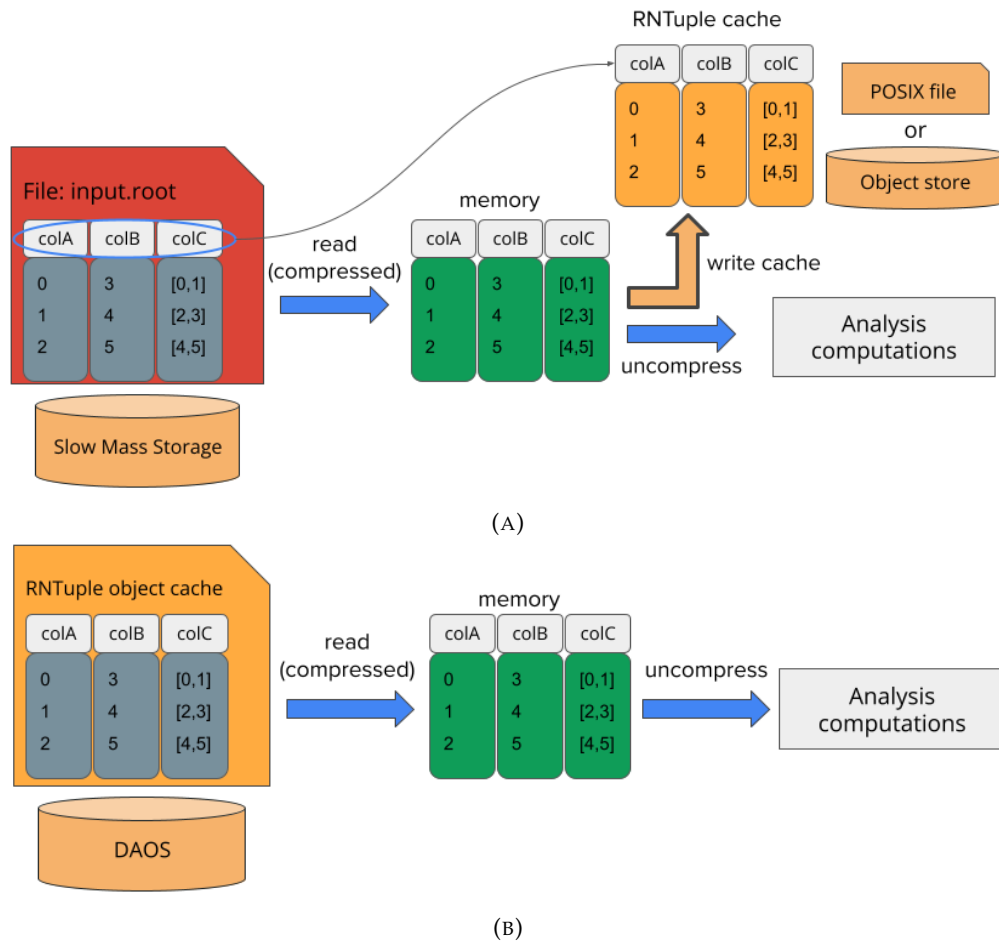 RNTuple cache
colA colB colC
0 3 [0,1]
1 4 [2,3]
2 5 [4,5]
POSIX file
or
Object store
File: input.root
colA colB colC
0 3 [0,1]
1 4 [2,3]
2 5 [4,5]
Slow Mass Storage
read
(compressed)
memory
colA colB colC
0 3 [0,1]
1 4 [2,3]
2 5 [4,5]
write cache
uncompress
Analysis
computations
(A)
RNTuple object cache
colA colB colC
0 3 [0,1]
1 4 [2,3]
2 5 [4,5]
DAOS
read
(compressed)
memory
colA colB colC
0 3 [0,1]
1 4 [2,3]
2 5 [4,5]
uncompress
Analysis
computations
(B)